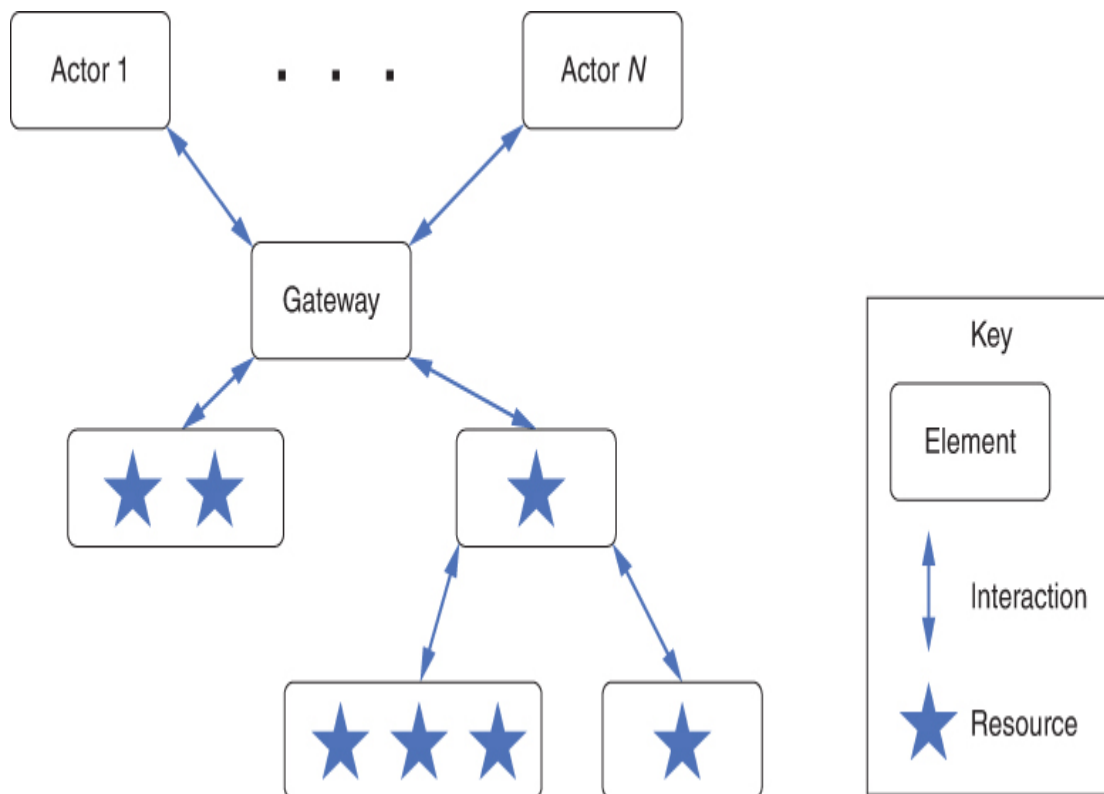 Actor 1
. . .
Actor N
Gateway
Key
Element
Interaction
Resource